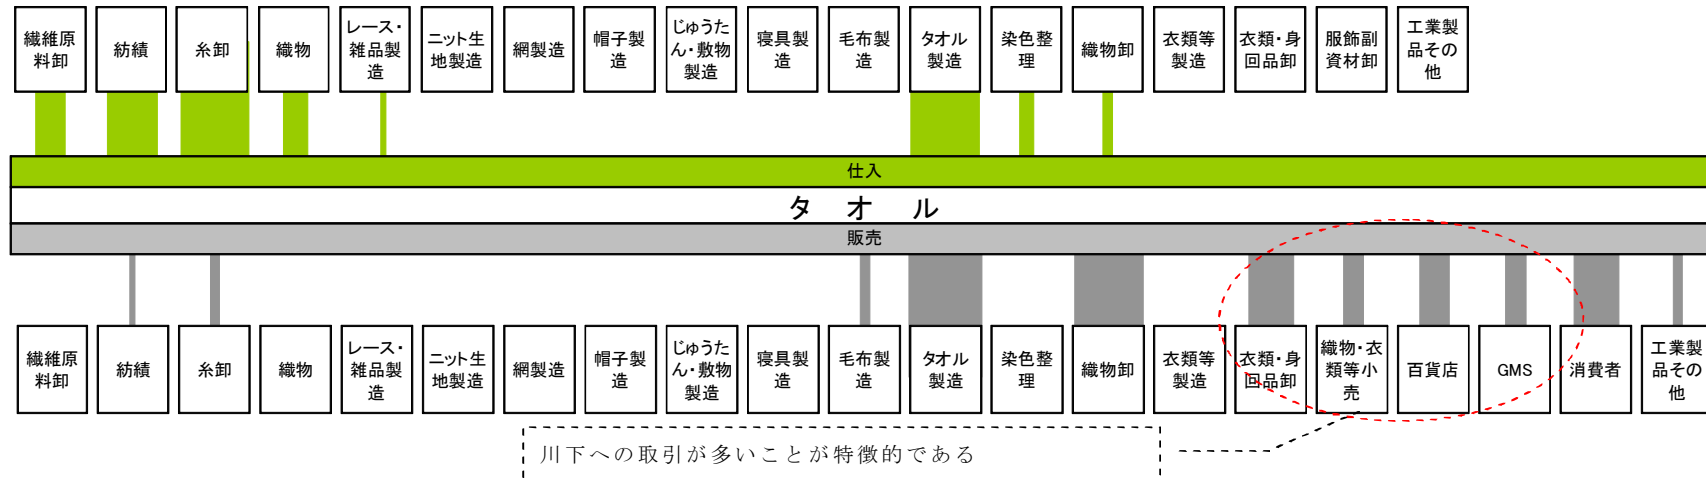 繊維原
料卸
紡績
糸卸
織物
レース・
雑品製
造
ニット生
地製造
網製造
帽子製
造
じゅうた
ん・敷物
製造
寝具製
造
毛布製
造
タオル
製造
染色整
理
織物卸
衣類等
製造
衣類・身
回品卸
服飾副
資材卸
工業製
品その
他
仕入
タオル
販売
繊維原
料卸
紡績
糸卸
織物
レース・
雑品製
造
ニット生
地製造
網製造
帽子製
造
じゅうた
ん・敷物
製造
寝具製
造
毛布製
造
タオル
製造
染色整
理
織物卸
衣類等
製造
衣類・身
回品卸
織物・衣
類等小
売
百貨店
GMS
消費者
工業製
品その
他
川下への取引が多いことが特徴的である